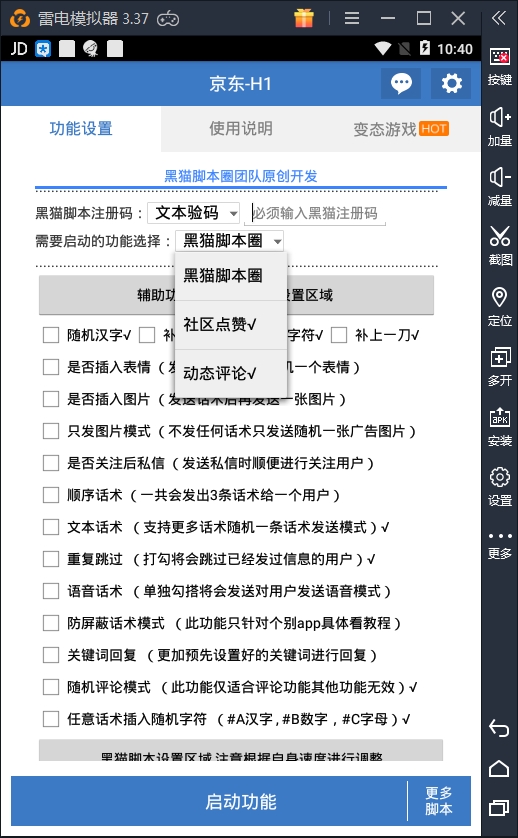 雷电模拟器 3.37
JD
10:40
京东-H1
功能设置 使用说明 变态游戏 HOT
黑猫脚本圈团队原创开发
黑猫脚本注册码： 文本验码 必须输入黑猫注册码
需要启动的功能选择： 黑猫脚本圈
黑猫脚本圈
社区点赞√
动态评论√
辅助功 设置区域
随机汉字√ 补 字符√ 补上一刀√
是否插入表情（发 机一个表情）
是否插入图片（发送话术后再发送一张图片）
只发图片模式（不发任何话术只发送随机一张广告图片）
是否关注后私信（发送私信时顺便进行关注用户）
顺序话术（一共会发出3条话术给一个用户）
文本话术（支持更多话术随机一条话术发送模式）√
重复跳过（打勾将会跳过已经发过信息的用户）√
语音话术（单独勾搭将会发送对用户发送语音模式）
防屏蔽话术模式（此功能只针对个别app具体看教程）
关键词回复（更加预先设置好的关键词进行回复）
随机评论模式（此功能仅适合评论功能其他功能无效）√
任意话术插入随机字符（#A汉字,#B数字，#C字母）√
黑猫脚本设置区域,注意根据自身速度进行调整
启动功能
更多
脚本
按键
加量
减量
截图
定位
多开
APK
安装
设置
更多